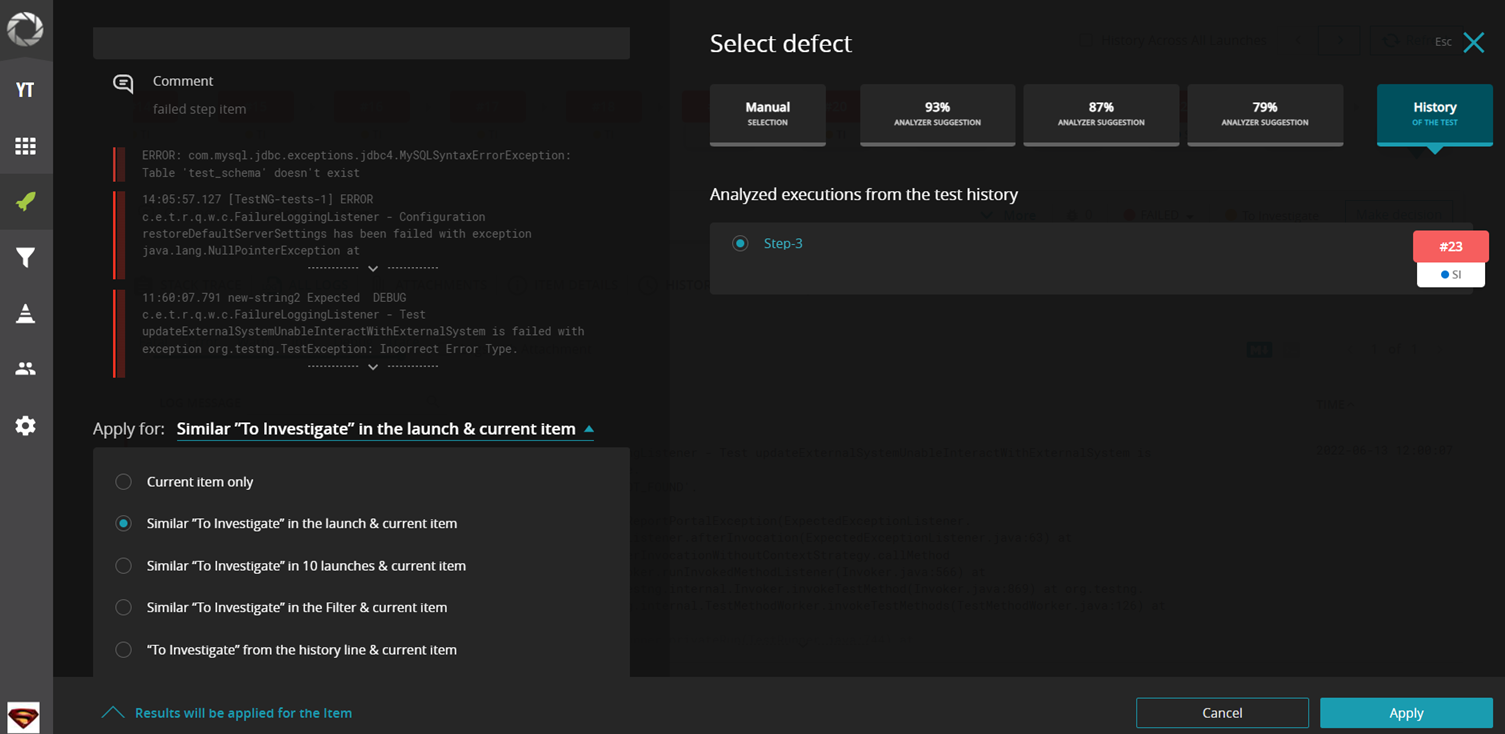 YT
Comment
failed step item
ERROR: com.mysql.jdbc.exceptions.jdbc4.MySQLSyntaxErrorException:
Table 'test_schema' doesn't exist
14:05:57.127 [TestNG-tests-1] ERROR
c.e.t.r.q.w.c.FailureLoggingListener - Configuration
restoreDefaultServerSettings has been failed with exception
java.lang.NullPointerException at
11:60:07.791 new-string2 Expected  DEBUG
c.e.t.r.q.w.c.FailureLoggingListener - Test
updateExternalSystemUnableInteractWithExternalSystem is failed with
exception org.testng.TestException: Incorrect Error Type.
Apply for: Similar ”To Investigate” in the launch & current item
Current item only
Similar ”To Investigate” in the launch & current item
Similar ”To Investigate” in 10 launches & current item
Similar ”To Investigate” in the Filter & current item
“To Investigate” from the history line & current item
Results will be applied for the Item
Select defect
Esc
Manual
SELECTION
93%
ANALYZER SUGGESTION
87%
ANALYZER SUGGESTION
79%
ANALYZER SUGGESTION
History
OF THE TEST
Analyzed executions from the test history
Step-3
#23
SI
Cancel
Apply